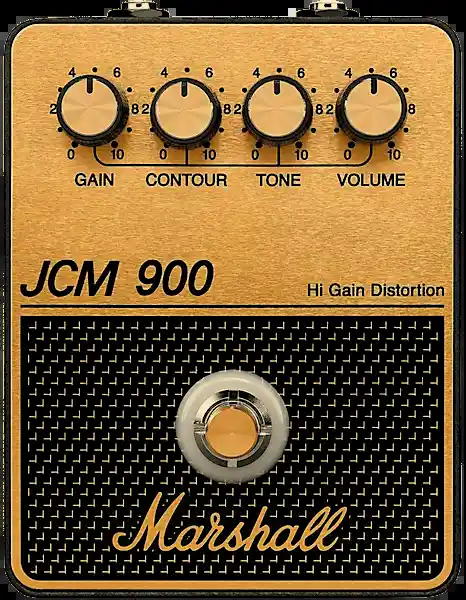 4 6 4 6 4 6 4 6
2 8 2 8 2 8 2 8
0 10 0 10 0 10 0 10
GAIN CONTOUR TONE VOLUME
JCM 900
Hi Gain Distortion
Marshall